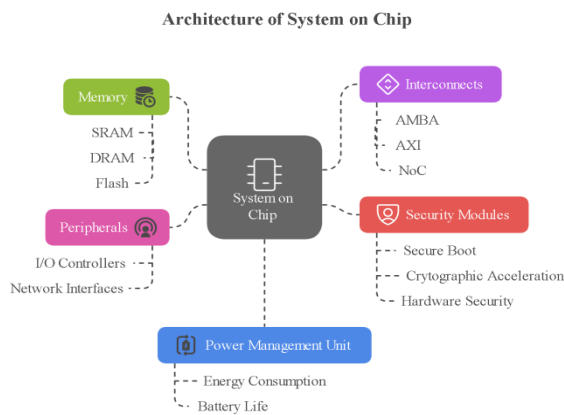 Architecture of System on Chip
Memory
SRAM
DRAM
Flash
Peripherals
I/O Controllers
Network Interfaces
System on
Chip
Interconnects
AMBA
AXI
NoC
Security Modules
Secure Boot
Crytographic Acceleration
Hardware Security
Power Management Unit
Energy Consumption
Battery Life